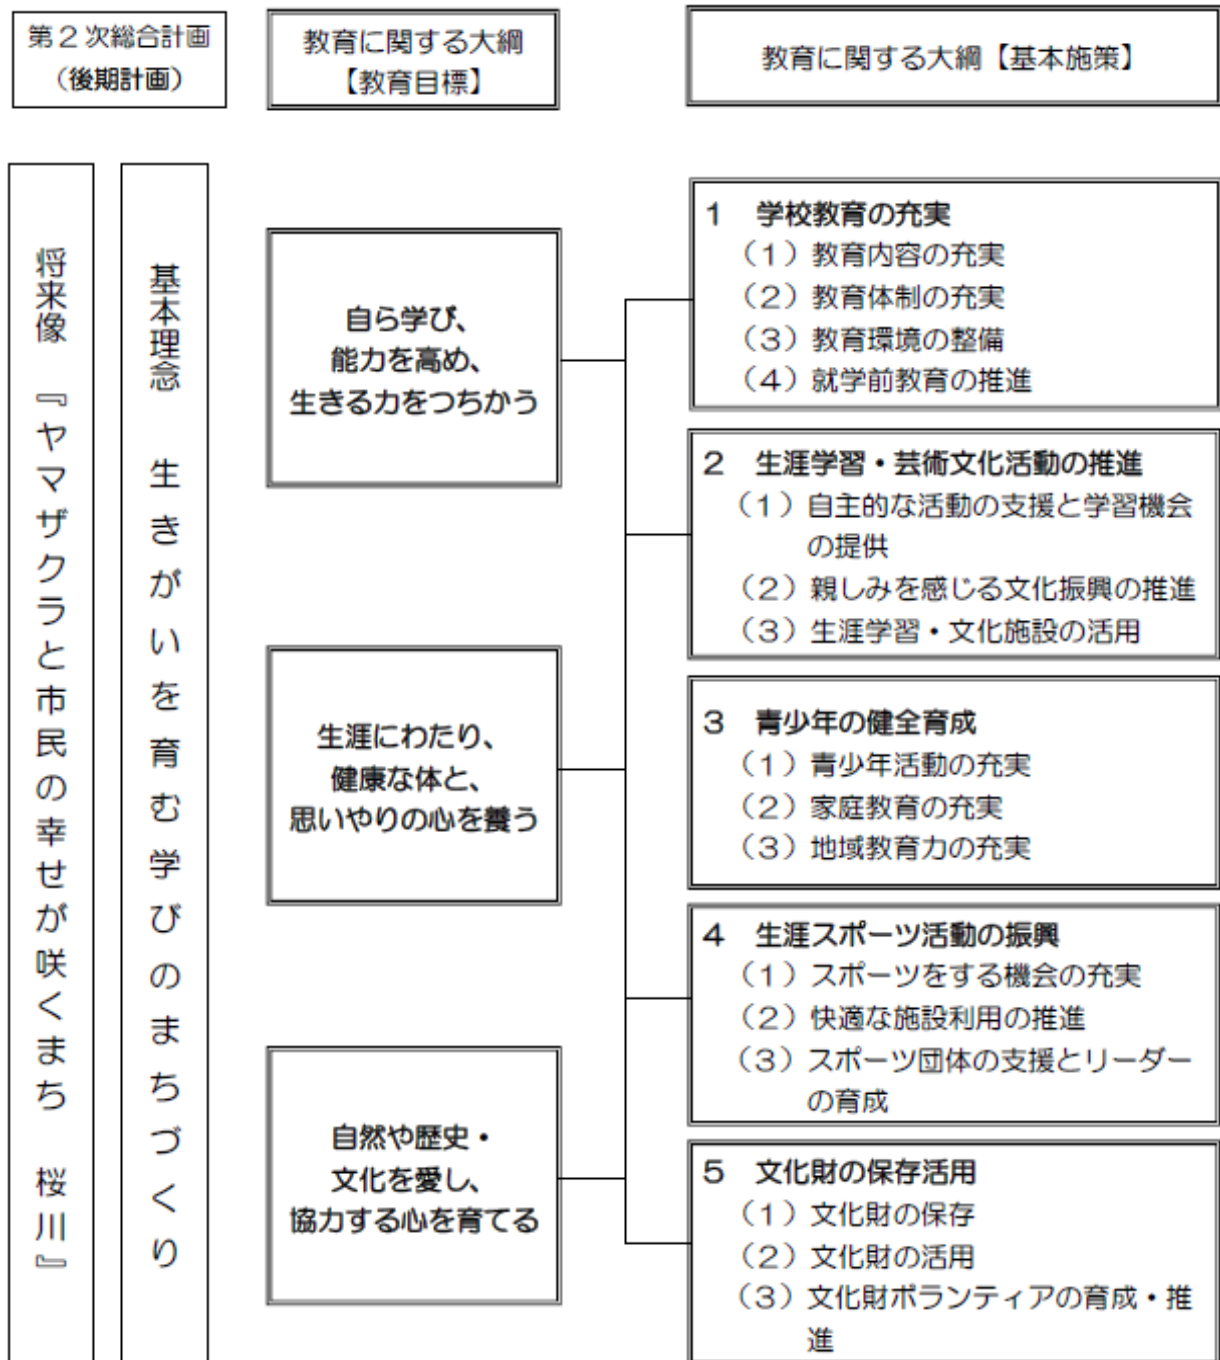 第２次総合計画
（後期計画）
教育に関する大綱
【教育目標】
教育に関する大綱【基本施策】
将来像　『ヤマザクラと市民の幸せが咲くまち　桜川』
基本理念　生きがいを育む学びのまちづくり
自ら学び、
能力を高め、
生きる力をつちかう
生涯にわたり、
健康な体と、
思いやりの心を養う
自然や歴史・
文化を愛し、
協力する心を育てる
１　学校教育の充実
（１）教育内容の充実
（２）教育体制の充実
（３）教育環境の整備
（４）就学前教育の推進
２　生涯学習・芸術文化活動の推進
（１）自主的な活動の支援と学習機会
の提供
（２）親しみを感じる文化振興の推進
（３）生涯学習・文化施設の活用
３　青少年の健全育成
（１）青少年活動の充実
（２）家庭教育の充実
（３）地域教育力の充実
４　生涯スポーツ活動の振興
（１）スポーツをする機会の充実
（２）快適な施設利用の推進
（３）スポーツ団体の支援とリーダー
の育成
５　文化財の保存活用
（１）文化財の保存
（２）文化財の活用
（３）文化財ボランティアの育成・推
進